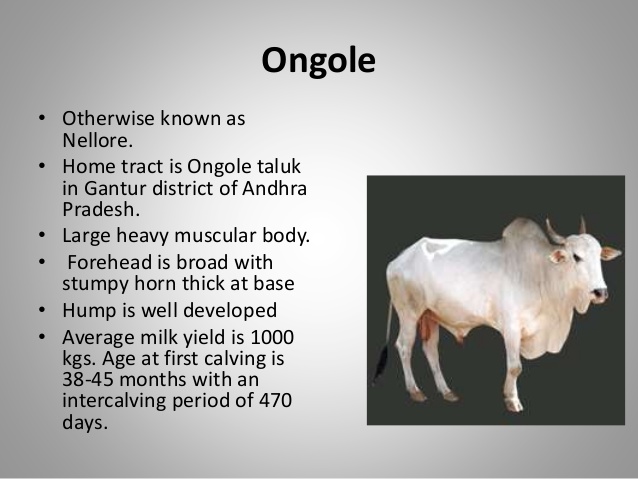 Ongole
• Otherwise known as
Nellore.
• Home tract is Ongole taluk
in Gantur district of Andhra
Pradesh.
• Large heavy muscular body.
• Forehead is broad with
stumpy horn thick at base
• Hump is well developed
• Average milk yield is 1000
kgs. Age at first calving is
38-45 months with an
intercalving period of 470
days.